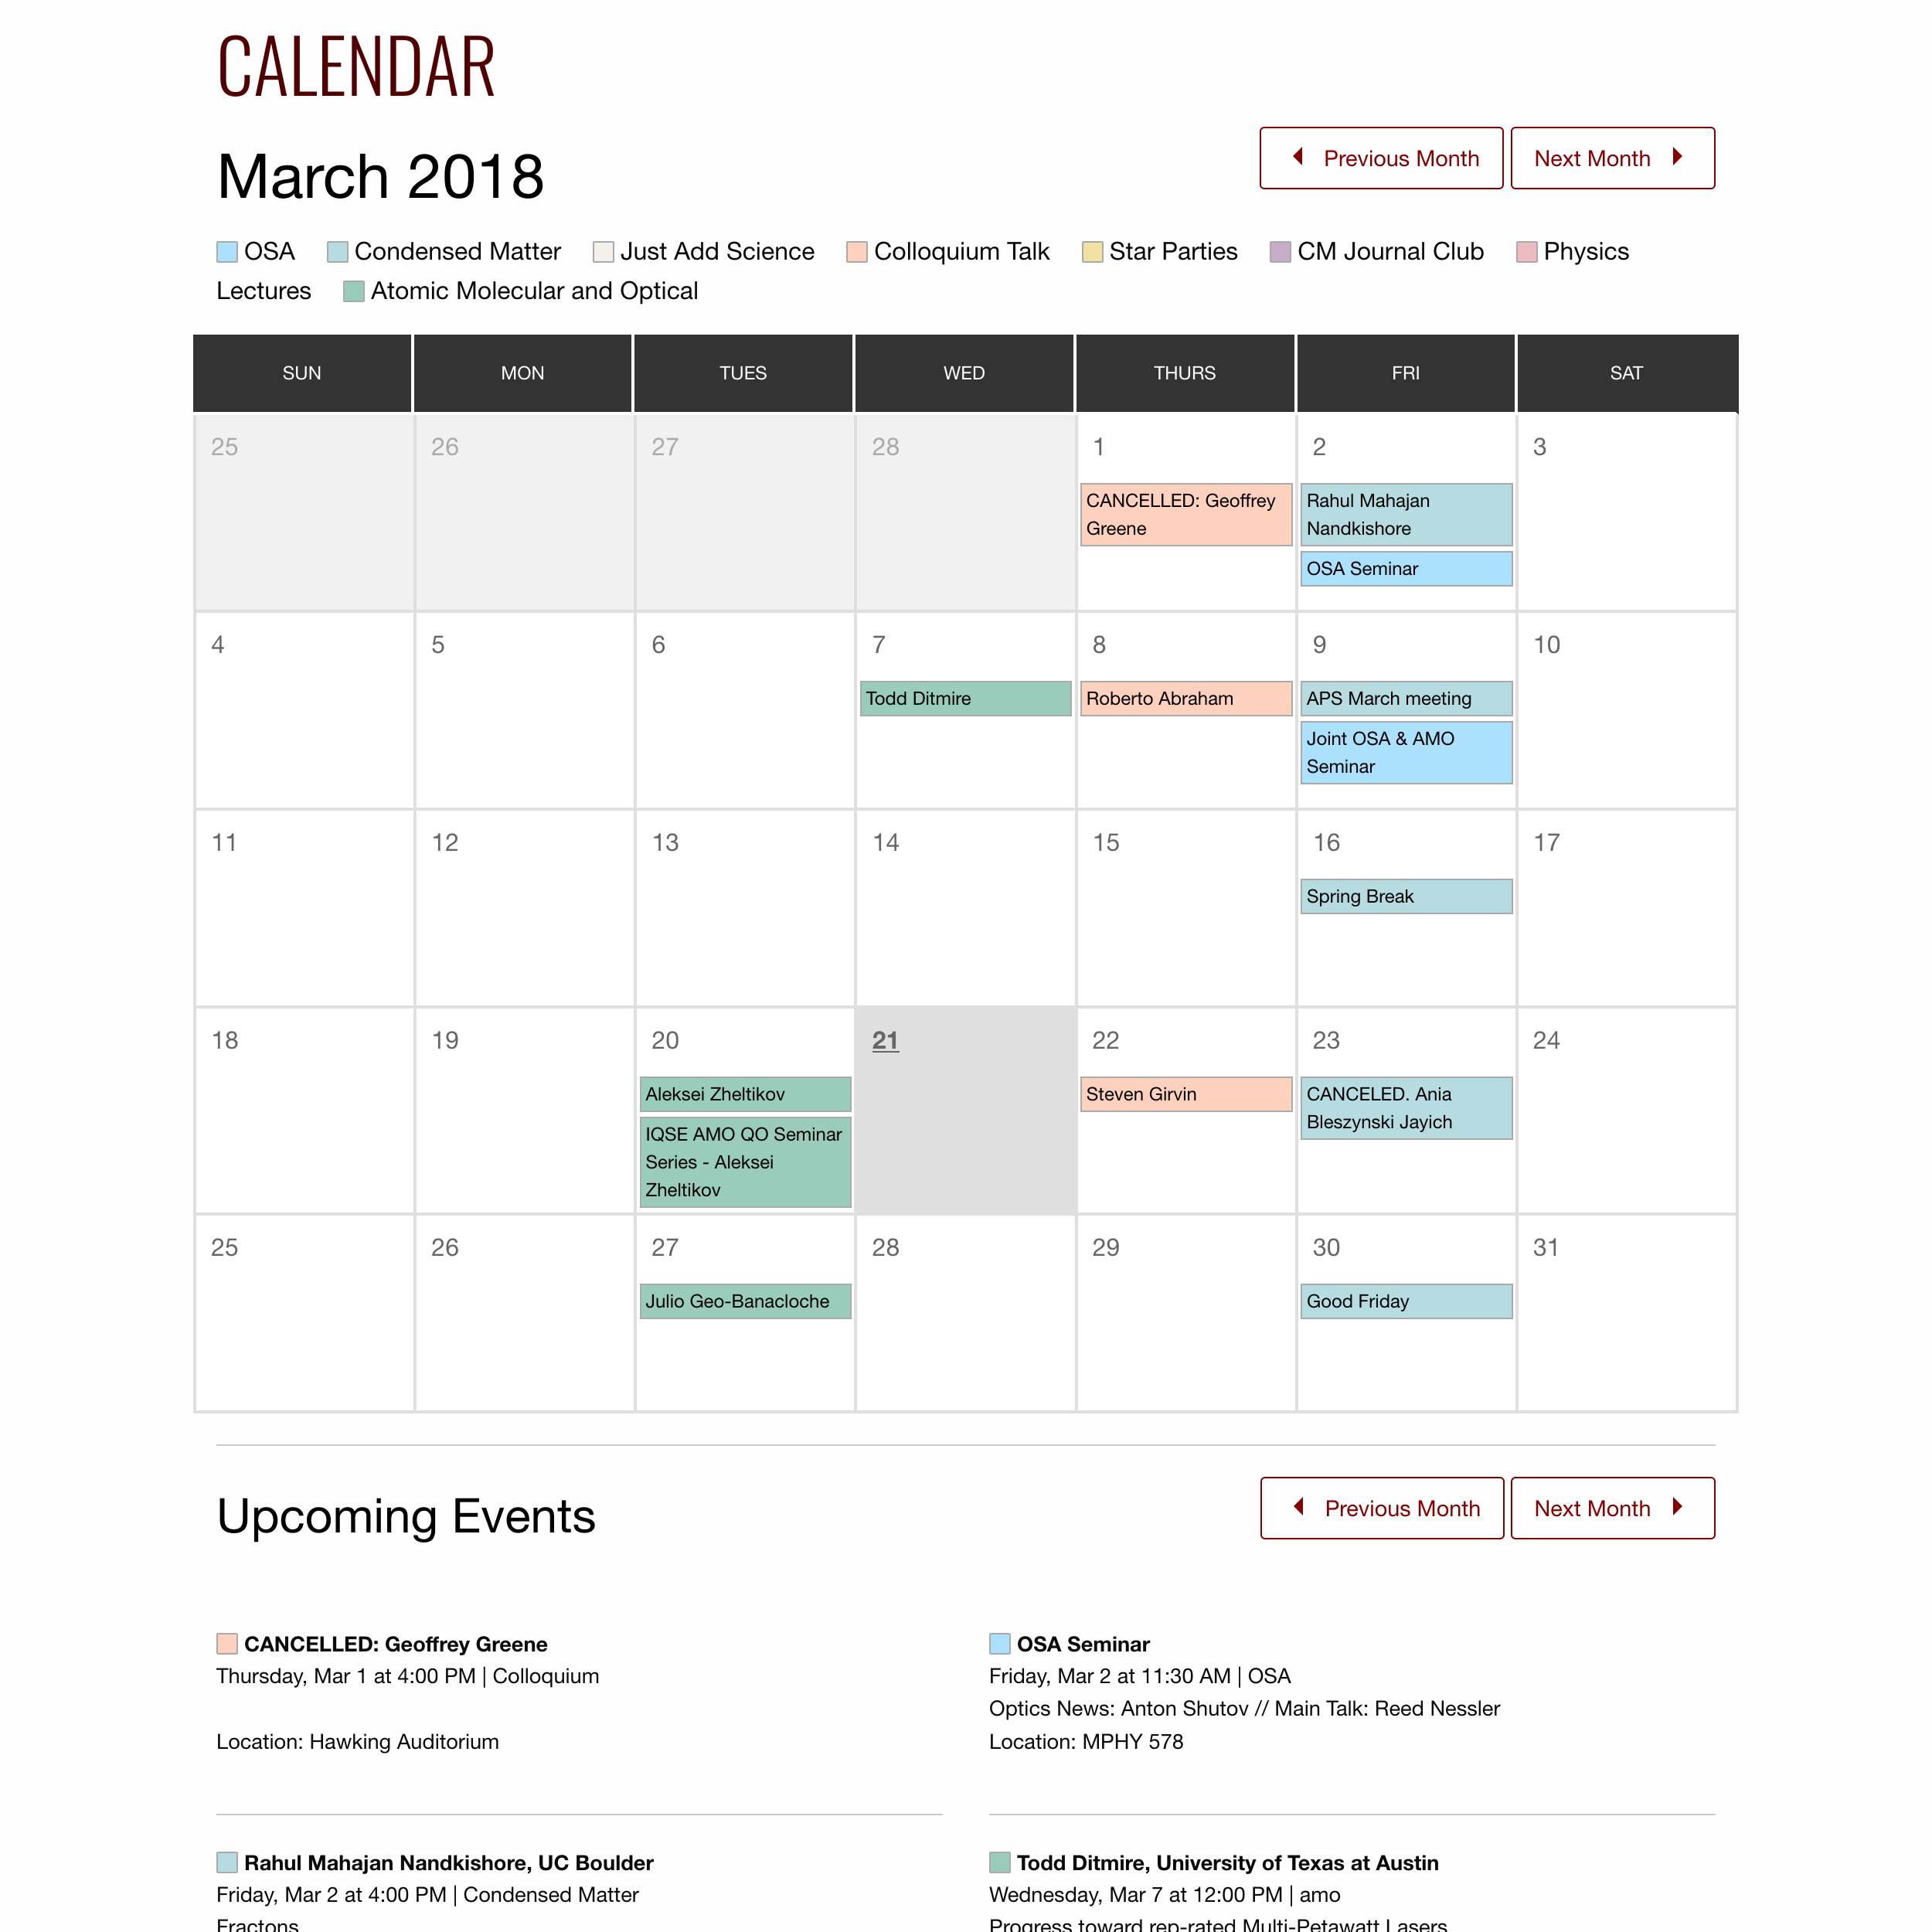 CALENDAR
March 2018
Previous Month
Next Month
OSA Condensed Matter Just Add Science Colloquium Talk Star Parties CM Journal Club Physics
Lectures Atomic Molecular and Optical
SUN MON TUES WED THURS FRI SAT
25 26 27 28 1 2 3
CANCELLED: Geoffrey
Greene
Rahul Mahajan
Nandkishore
OSA Seminar
4 5 6 7 8 9 10
Todd Ditmire
Roberto Abraham
APS March meeting
Joint OSA & AMO
Seminar
11 12 13 14 15 16 17
Spring Break
18 19 20 21 22 23 24
Aleksei Zheltikov
IQSE AMO QO Seminar
Series - Aleksei
Zheltikov
Steven Girvin
CANCELED. Ania
Bleszynski Jayich
25 26 27 28 29 30 31
Julio Geo-Banacloche
Good Friday
Upcoming Events
Previous Month
Next Month
CANCELLED: Geoffrey Greene
Thursday, Mar 1 at 4:00 PM | Colloquium
Location: Hawking Auditorium
OSA Seminar
Friday, Mar 2 at 11:30 AM | OSA
Optics News: Anton Shutov // Main Talk: Reed Nessler
Location: MPHY 578
Rahul Mahajan Nandkishore, UC Boulder
Friday, Mar 2 at 4:00 PM | Condensed Matter
Fractons
Todd Ditmire, University of Texas at Austin
Wednesday, Mar 7 at 12:00 PM | amo
Progress toward rep-rated Multi-Petawatt Lasers